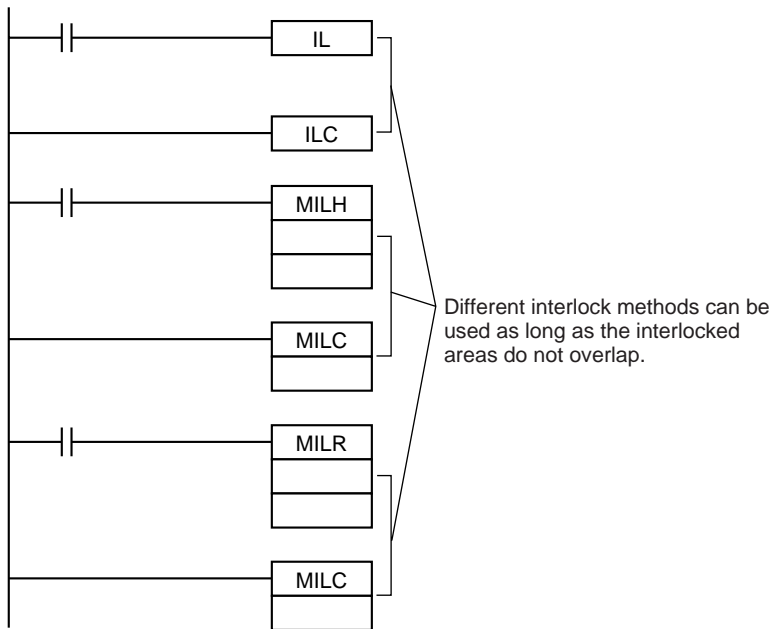 IL
ILC
MILH
MILC
Different interlock methods can be
used as long as the interlocked
areas do not overlap.
MILR
MILC